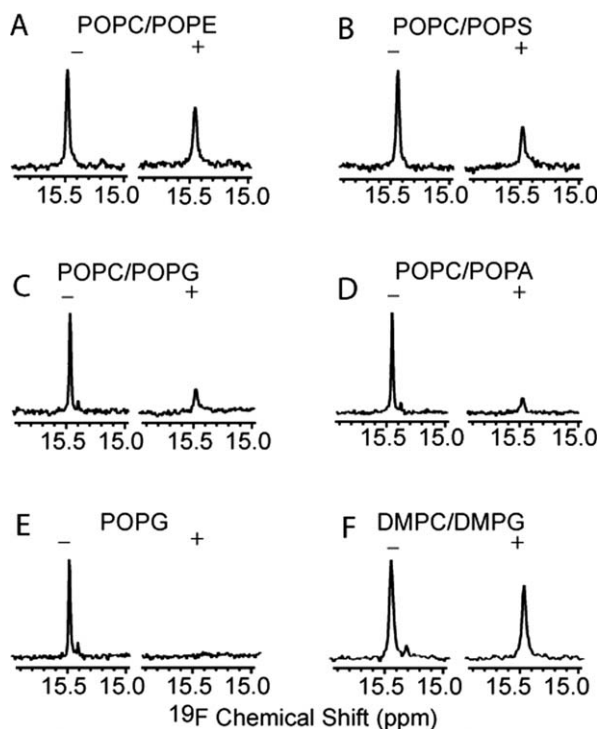 A POPC/POPE B POPC/POPS
– + – +
15.5 15.0 15.5 15.0 15.5 15.0 15.5 15.0
C POPC/POPG D POPC/POPA
– + – +
15.5 15.0 15.5 15.0 15.5 15.0 15.5 15.0
E POPG F DMPC/DMPG
– + – +
15.5 15.0 15.5 15.0 15.5 15.0 15.5 15.0
¹⁹F Chemical Shift (ppm)